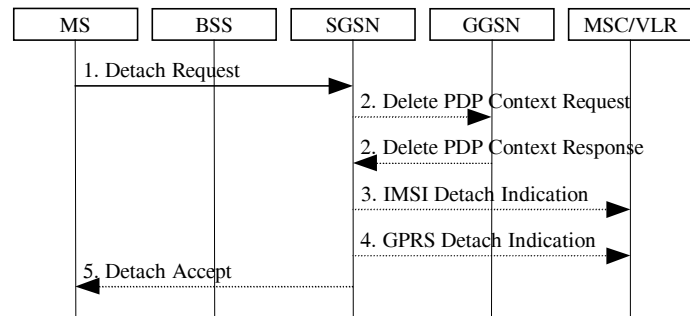 MS BSS SGSN GGSN MSC/VLR
1. Detach Request
2. Delete PDP Context Request
2. Delete PDP Context Response
3. IMSI Detach Indication
4. GPRS Detach Indication
5. Detach Accept